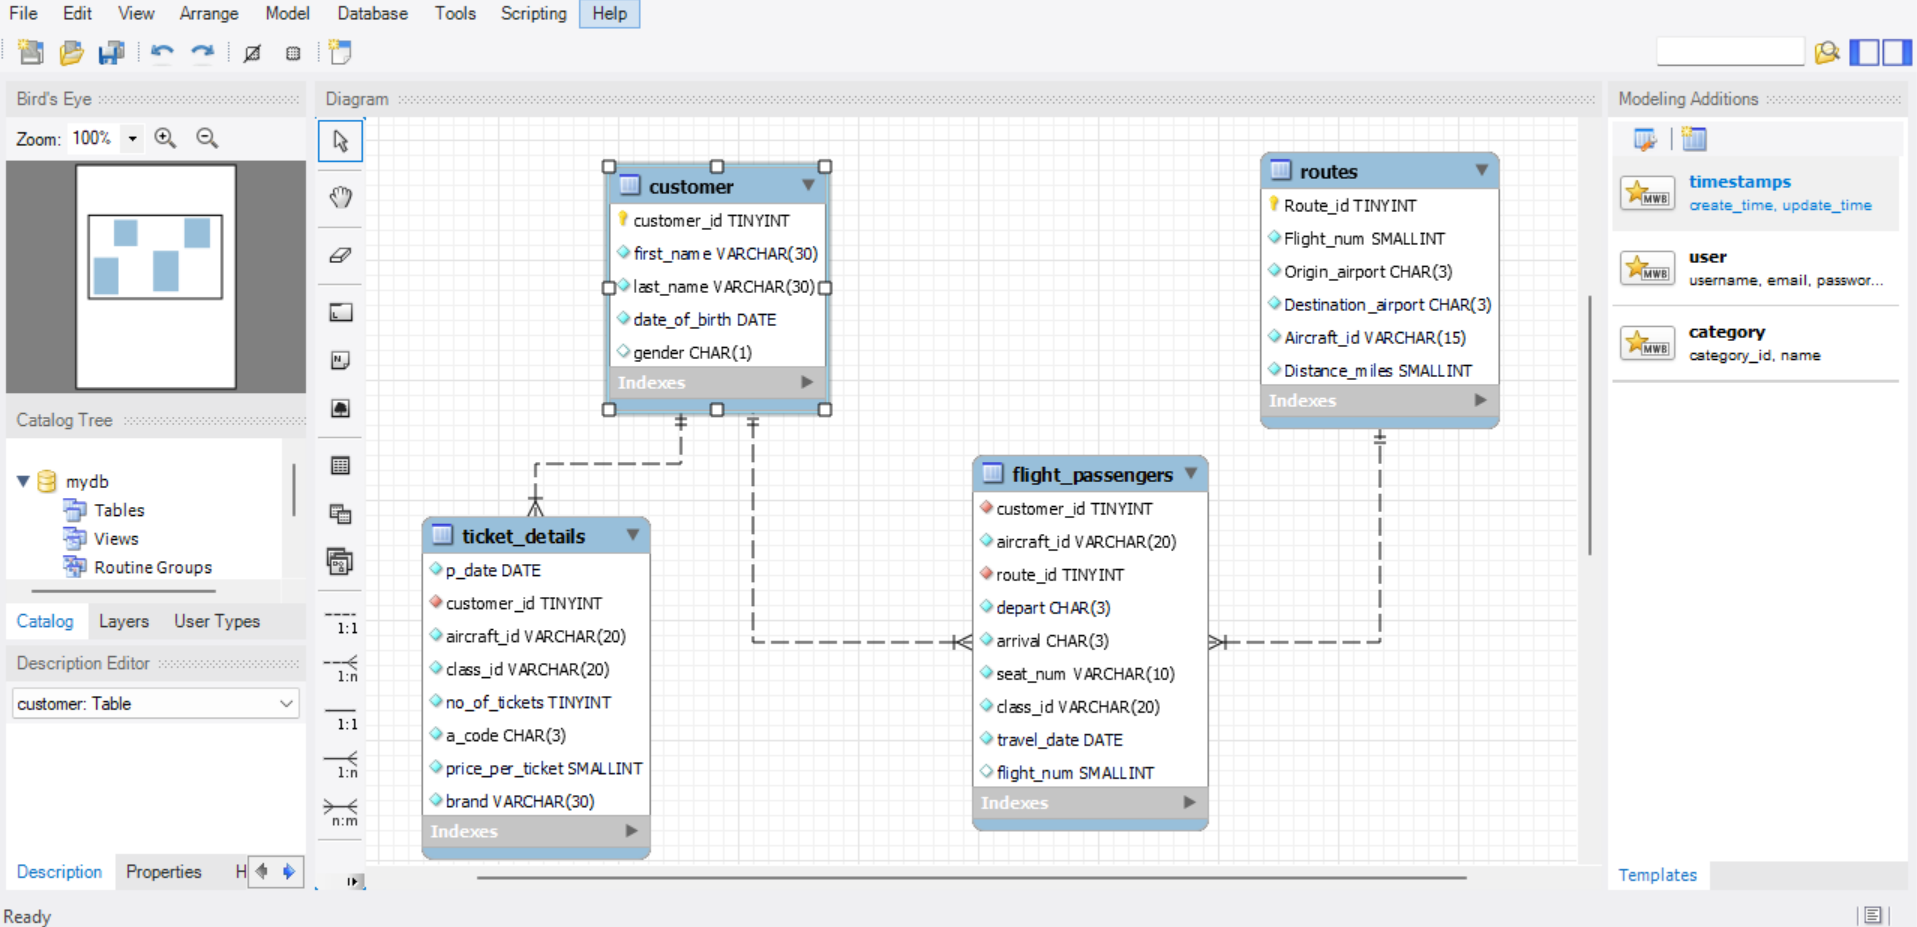 File Edit View Arrange Model Database Tools Scripting Help
Bird's Eye
Diagram
Modeling Additions
Zoom: 100%
customer
customer_id TINYINT
first_name VARCHAR(30)
last_name VARCHAR(30)
date_of_birth DATE
gender CHAR(1)
Indexes
routes
Route_id TINYINT
Flight_num SMALLINT
Origin_airport CHAR(3)
Destination_airport CHAR(3)
Aircraft_id VARCHAR(15)
Distance_miles SMALLINT
Indexes
MWB
timestamps
create_time, update_time
MWB
user
username, email, passwor...
MWB
category
category_id, name
Catalog Tree
mydb
Tables
Views
Routine Groups
Catalog Layers User Types
Description Editor
customer: Table
Description Properties H
1:1
1:n
1:1
1:n
n:m
ticket_details
p_date DATE
customer_id TINYINT
aircraft_id VARCHAR(20)
class_id VARCHAR(20)
no_of_tickets TINYINT
a_code CHAR(3)
price_per_ticket SMALLINT
brand VARCHAR(30)
Indexes
flight_passengers
customer_id TINYINT
aircraft_id VARCHAR(20)
route_id TINYINT
depart CHAR(3)
arrival CHAR(3)
seat_num VARCHAR(10)
class_id VARCHAR(20)
travel_date DATE
flight_num SMALLINT
Indexes
Templates
Ready